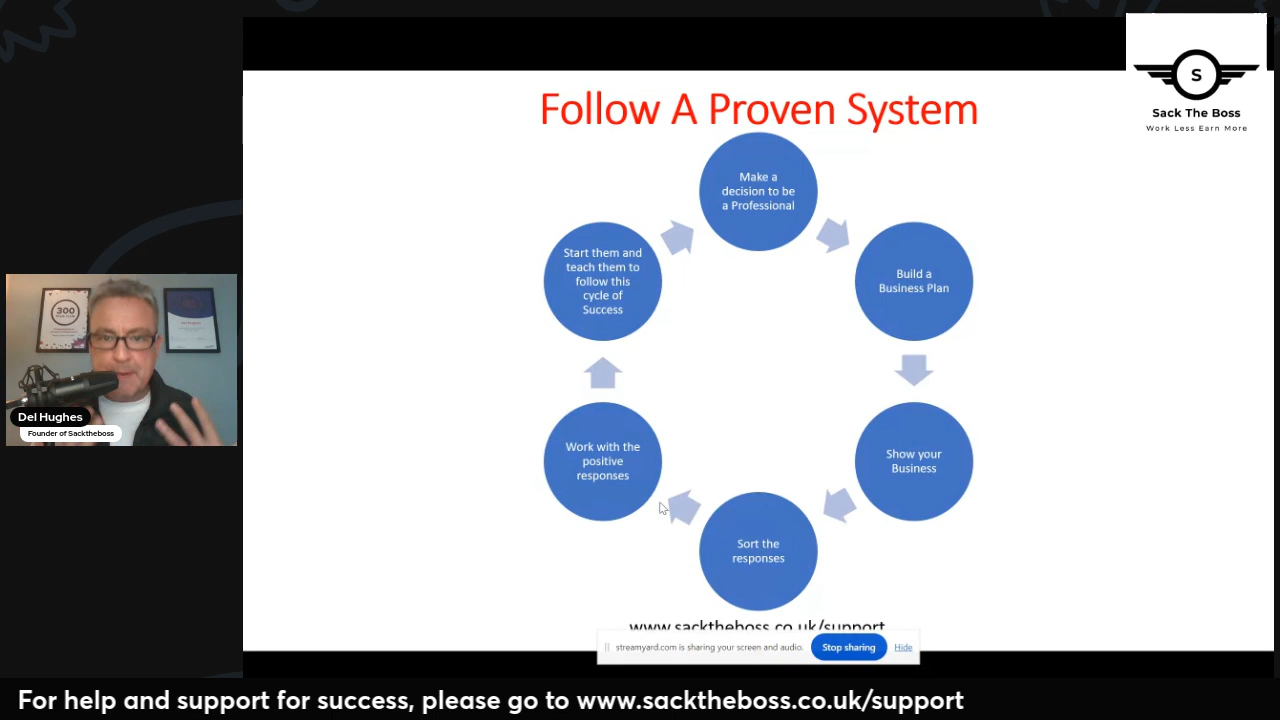 Follow A Proven System
Make a
decision to be
a Professional
Build a
Business Plan
Show your
Business
Sort the
responses
Work with the
positive
responses
Start them and
teach them to
follow this
cycle of
Success
www.sacktheboss.co.uk/support
streamyard.com is sharing your screen and audio.
Stop sharing
Hide
S
Sack The Boss
Work Less Earn More
300
Del Hughes
Founder of Sacktheboss
For help and support for success, please go to www.sacktheboss.co.uk/support